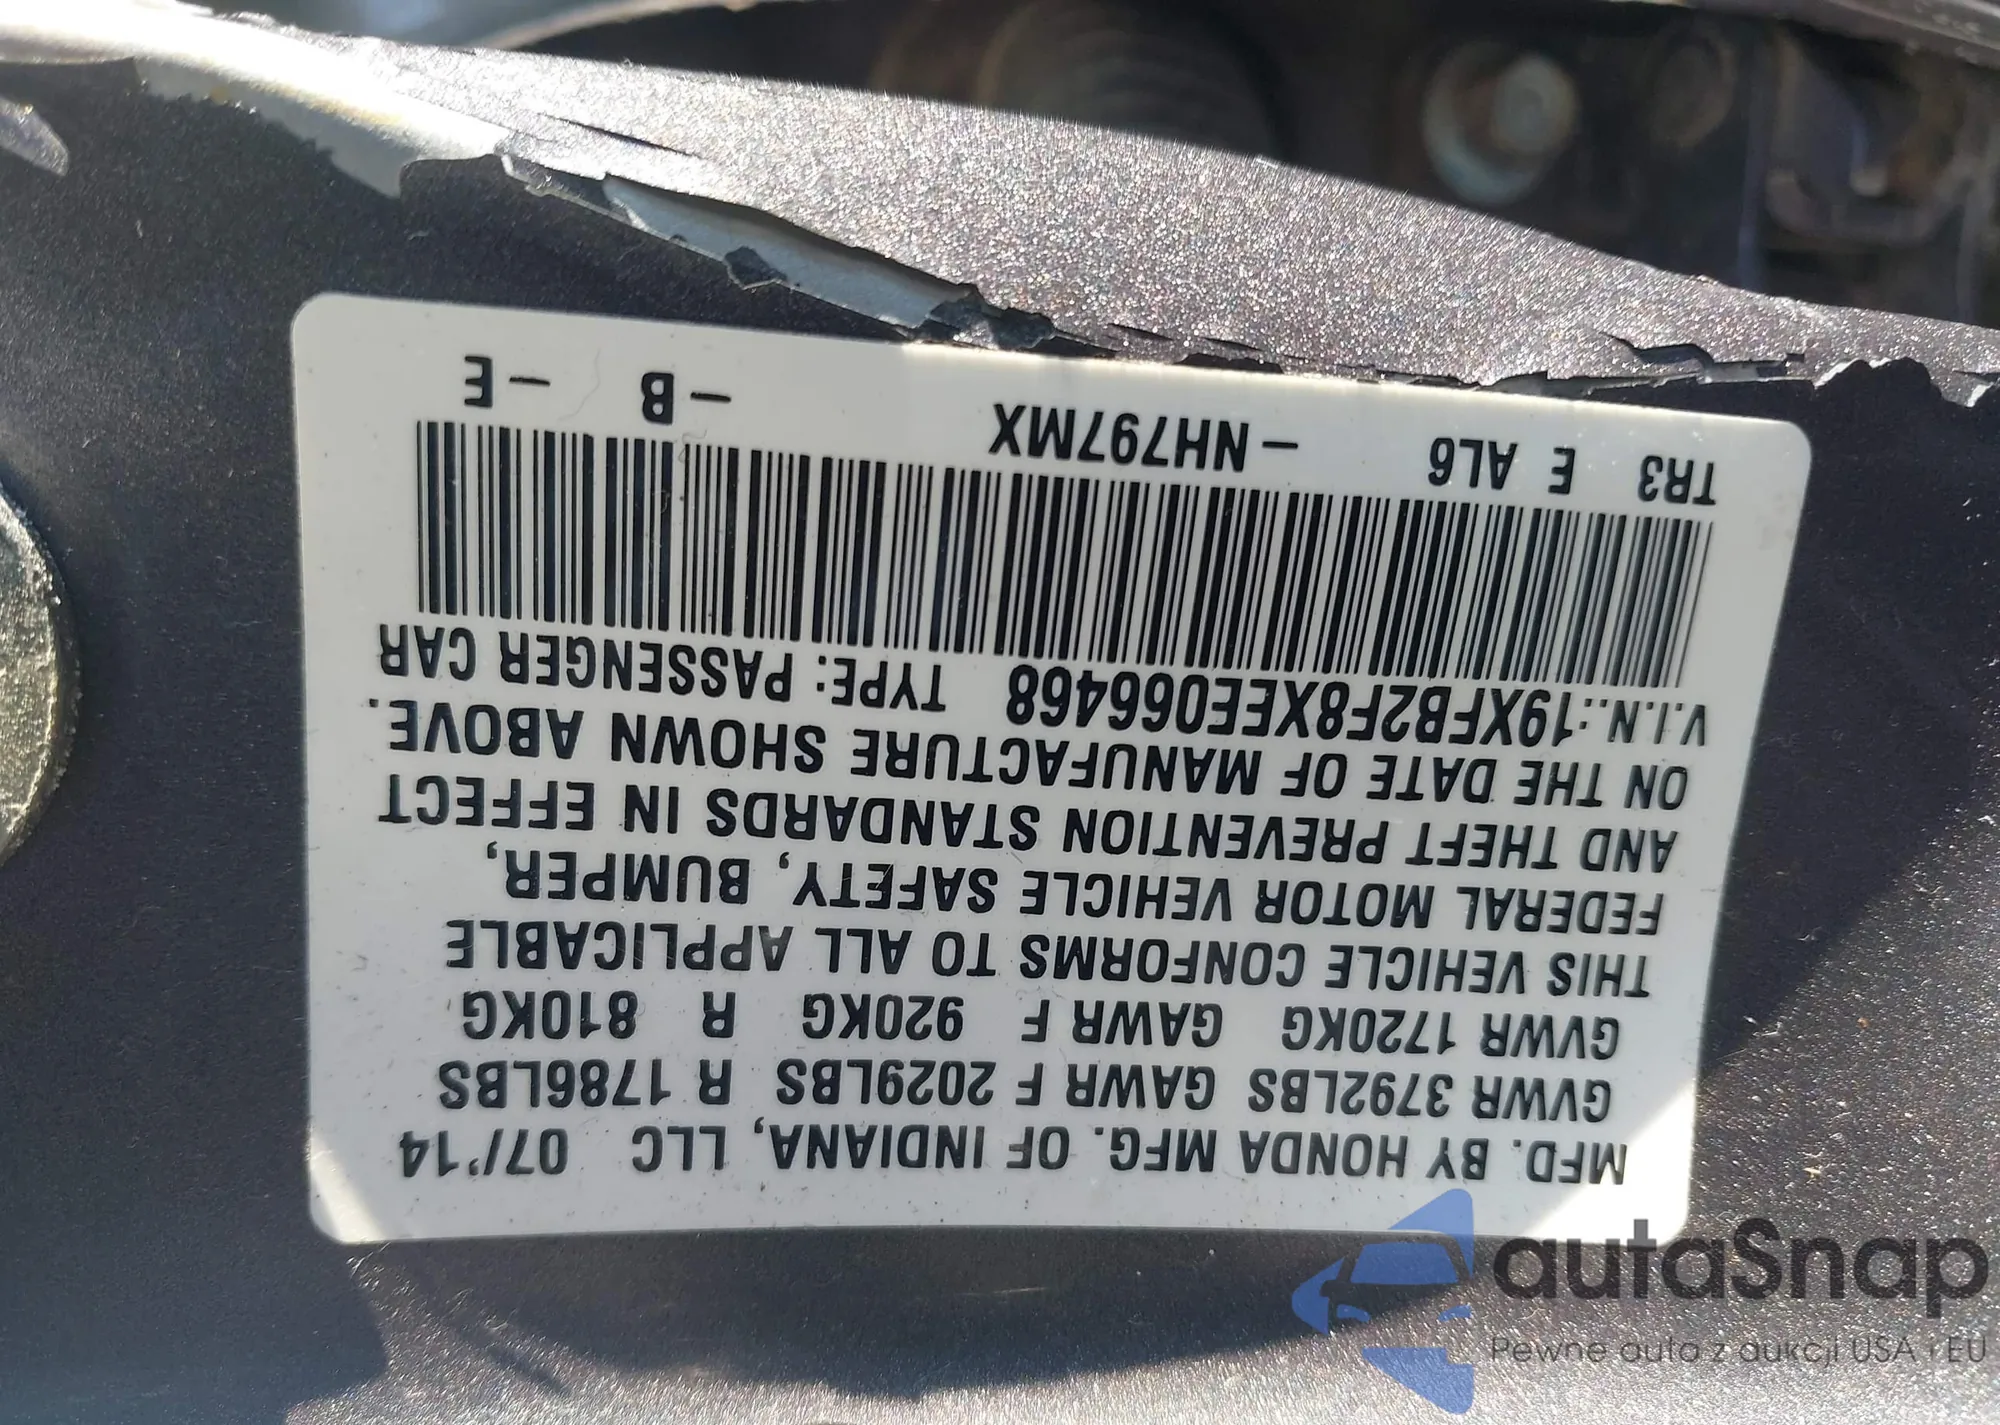 MFD. BY HONDA MFG. OF INDIANA, LLC 07/'14
GVWR 3792LBS GAWR F 2029LBS R 1786LBS
GVWR 1720KG GAWR F 920KG R 810KG
THIS VEHICLE CONFORMS TO ALL APPLICABLE
FEDERAL MOTOR VEHICLE SAFETY, BUMPER,
AND THEFT PREVENTION STANDARDS IN EFFECT
ON THE DATE OF MANUFACTURE SHOWN ABOVE.
V.I.N.:19XFB2F8XEE066468 TYPE: PASSENGER CAR
TR3 E AL6 –NH797MX –B –E
autaSnap
Pewne auto z aukcji USA i EU